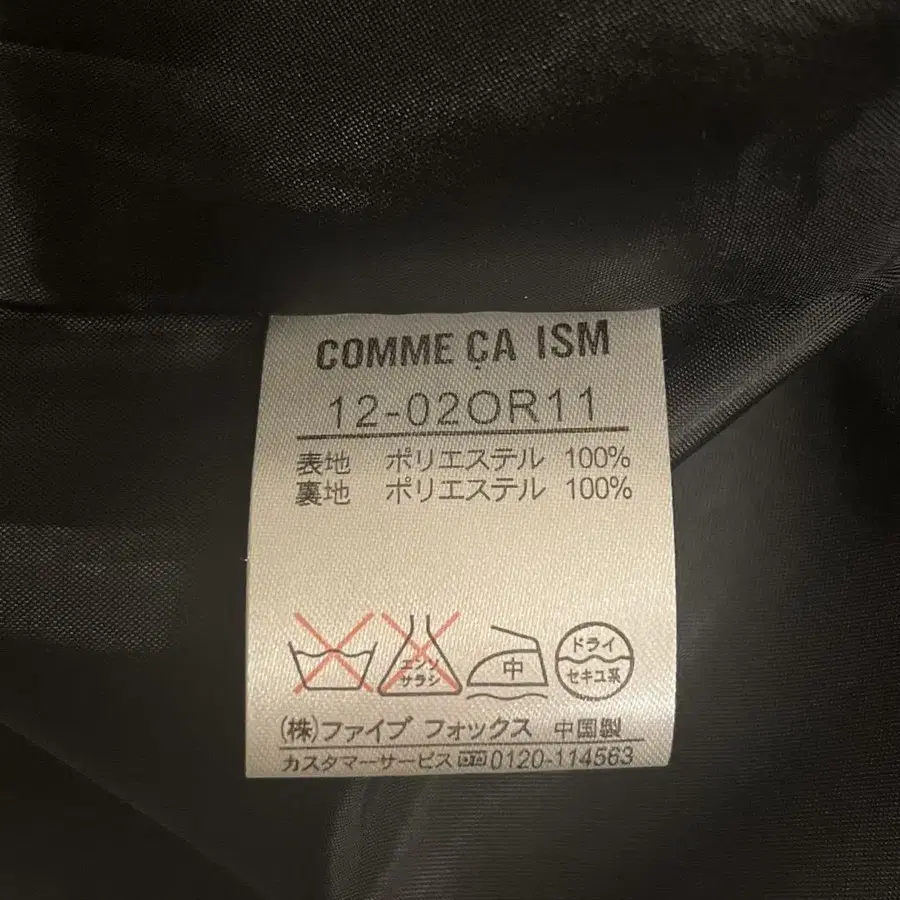 COMME ÇA ISM
12-02OR11
表地 ポリエステル 100%
裏地 ポリエステル 100%
エンソ
サラシ
中
ドライ
セキユ系
(株)ファイブ フォックス 中国製
カスタマーサービス 0120-114563